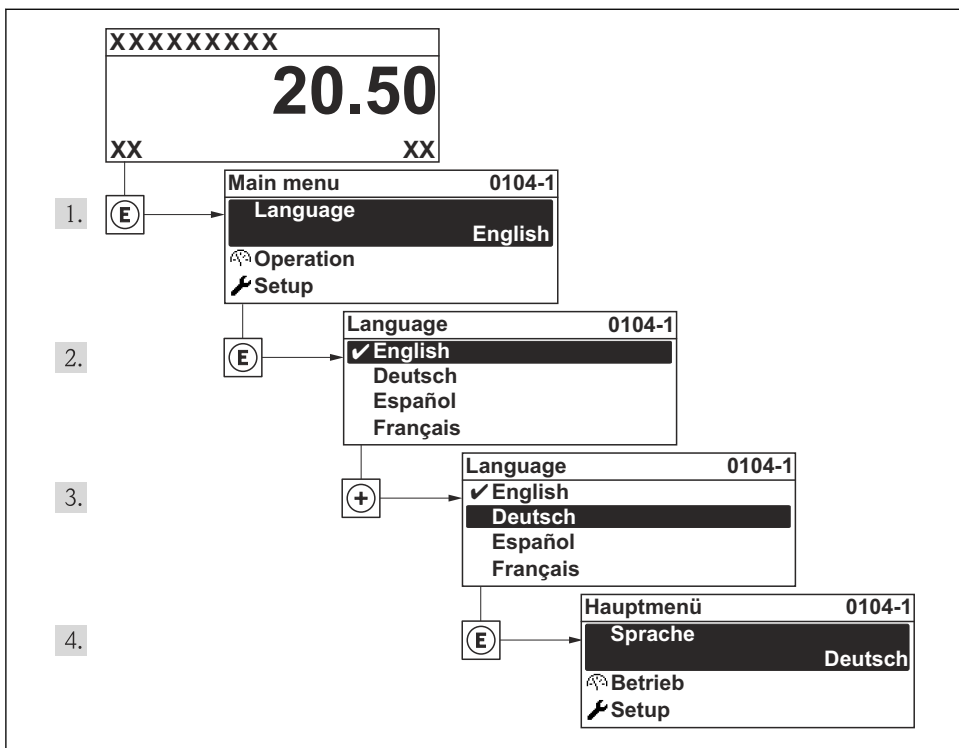 XXXXXXXXX
20.50
XX XX
1. E
Main menu 0104-1
Language
English
Operation
Setup
2. E
Language 0104-1
✔ English
Deutsch
Español
Français
3. +
Language 0104-1
✔ English
Deutsch
Español
Français
4. E
Hauptmenü 0104-1
Sprache
Deutsch
Betrieb
Setup